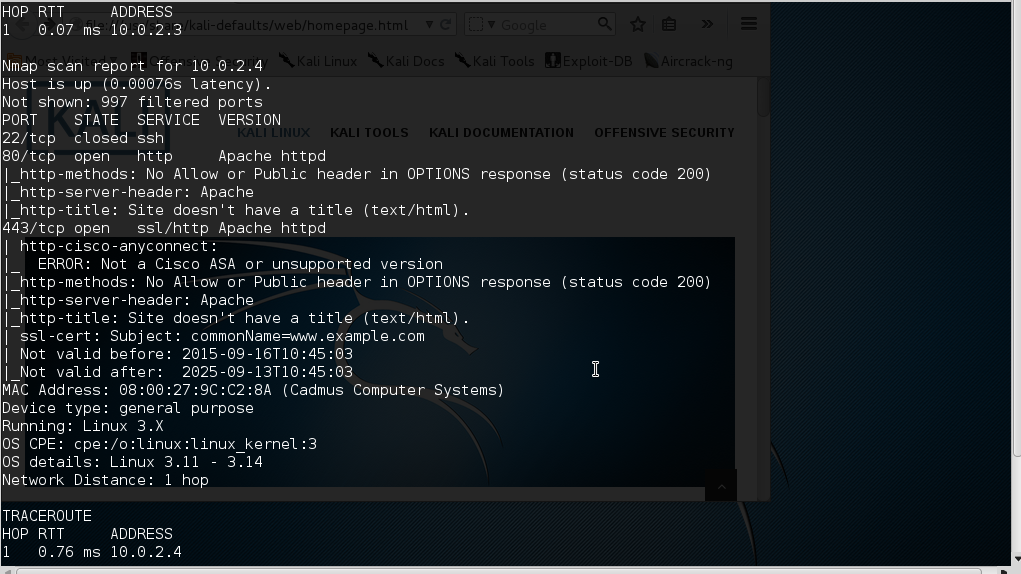 HOP RTT     ADDRESS
1   0.07 ms 10.0.2.3
kali-defaults/web/homepage.html
Google
Kali Linux
Kali Docs
Kali Tools
Exploit-DB
Aircrack-ng
Nmap scan report for 10.0.2.4
Host is up (0.00076s latency).
Not shown: 997 filtered ports
PORT    STATE  SERVICE  VERSION
KALI LINUX
KALI TOOLS
KALI DOCUMENTATION
OFFENSIVE SECURITY
22/tcp  closed ssh
80/tcp  open   http     Apache httpd
|_http-methods: No Allow or Public header in OPTIONS response (status code 200)
|_http-server-header: Apache
|_http-title: Site doesn't have a title (text/html).
443/tcp open   ssl/http Apache httpd
| http-cisco-anyconnect:
|_  ERROR: Not a Cisco ASA or unsupported version
|_http-methods: No Allow or Public header in OPTIONS response (status code 200)
|_http-server-header: Apache
|_http-title: Site doesn't have a title (text/html).
| ssl-cert: Subject: commonName=www.example.com
| Not valid before: 2015-09-16T10:45:03
|_Not valid after:  2025-09-13T10:45:03
MAC Address: 08:00:27:9C:C2:8A (Cadmus Computer Systems)
Device type: general purpose
Running: Linux 3.X
OS CPE: cpe:/o:linux:linux_kernel:3
OS details: Linux 3.11 - 3.14
Network Distance: 1 hop
TRACEROUTE
HOP RTT     ADDRESS
1   0.76 ms 10.0.2.4